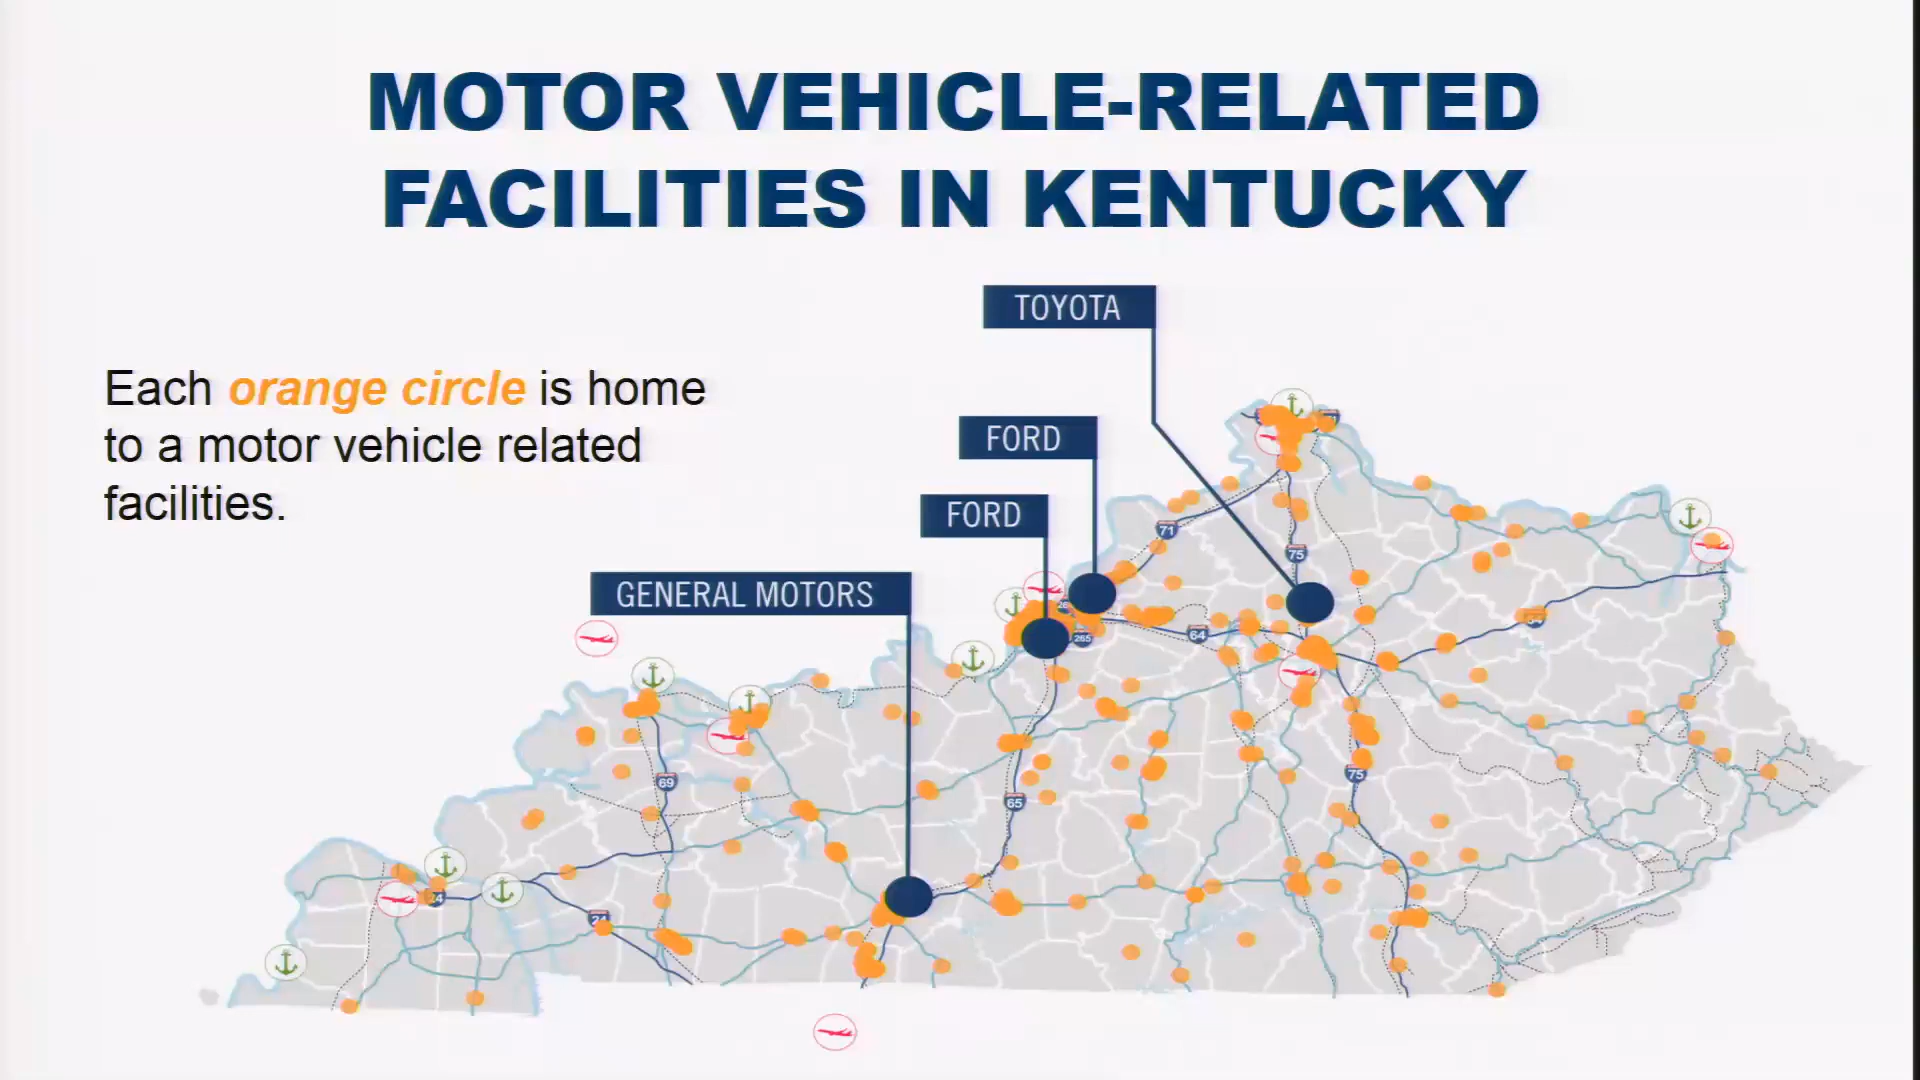 MOTOR VEHICLE-RELATED
FACILITIES IN KENTUCKY
Each orange circle is home
to a motor vehicle related
facilities.
TOYOTA
FORD
FORD
GENERAL MOTORS
71
75
265
64
69
75
65
24
24